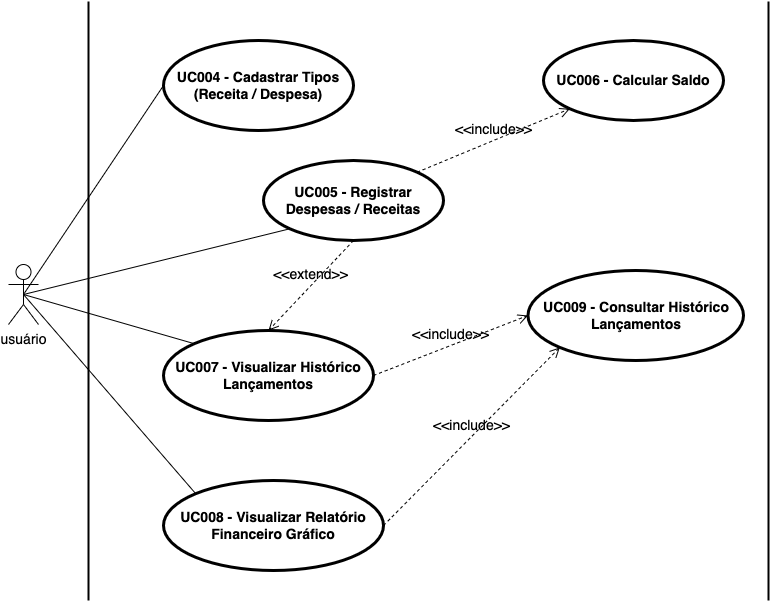 UC004 - Cadastrar Tipos
(Receita / Despesa)
UC006 - Calcular Saldo
<<include>>
UC005 - Registrar
Despesas / Receitas
<<extend>>
usuário
UC009 - Consultar Histórico
Lançamentos
<<include>>
UC007 - Visualizar Histórico
Lançamentos
<<include>>
UC008 - Visualizar Relatório
Financeiro Gráfico